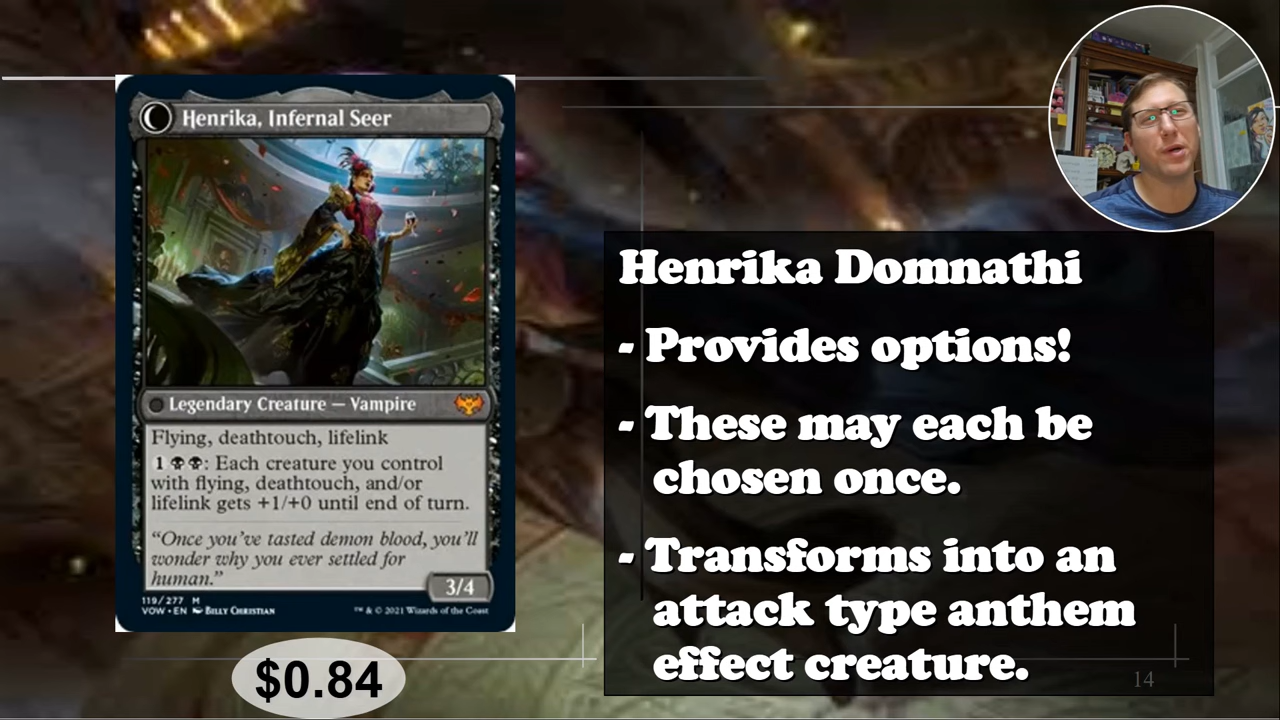 Henrika, Infernal Seer
Legendary Creature — Vampire
Flying, deathtouch, lifelink
1 : Each creature you control
with flying, deathtouch, and/or
lifelink gets +1/+0 until end of turn.
"Once you've tasted demon blood, you'll
wonder why you ever settled for
human."
3/4
119/277 M
VOW • EN BILLY CHRISTIAN
™ & © 2021 Wizards of the Coast
$0.84
Henrika Domnathi
- Provides options!
- These may each be
chosen once.
- Transforms into an
attack type anthem
effect creature.
14